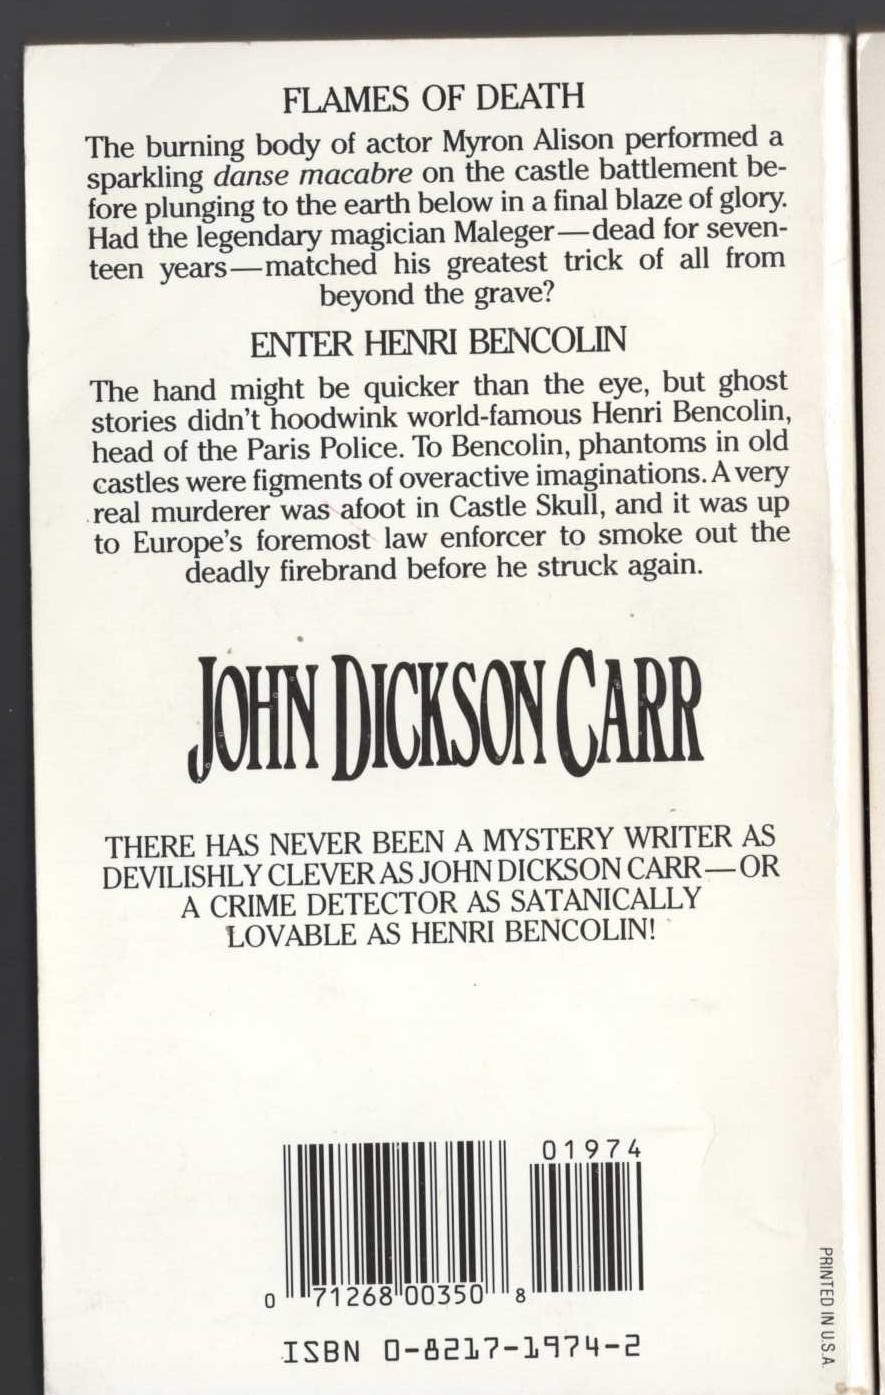 FLAMES OF DEATH
The burning body of actor Myron Alison performed a
sparkling danse macabre on the castle battlement be-
fore plunging to the earth below in a final blaze of glory.
Had the legendary magician Maleger—dead for seven-
teen years—matched his greatest trick of all from
beyond the grave?
ENTER HENRI BENCOLIN
The hand might be quicker than the eye, but ghost
stories didn't hoodwink world-famous Henri Bencolin,
head of the Paris Police. To Bencolin, phantoms in old
castles were figments of overactive imaginations. A very
real murderer was afoot in Castle Skull, and it was up
to Europe's foremost law enforcer to smoke out the
deadly firebrand before he struck again.
JOHN DICKSON CARR
THERE HAS NEVER BEEN A MYSTERY WRITER AS
DEVILISHLY CLEVER AS JOHN DICKSON CARR—OR
A CRIME DETECTOR AS SATANICALLY
LOVABLE AS HENRI BENCOLIN!
01974
0 71268 00350 8
ISBN 0-8217-1974-2
PRINTED IN U.S.A.